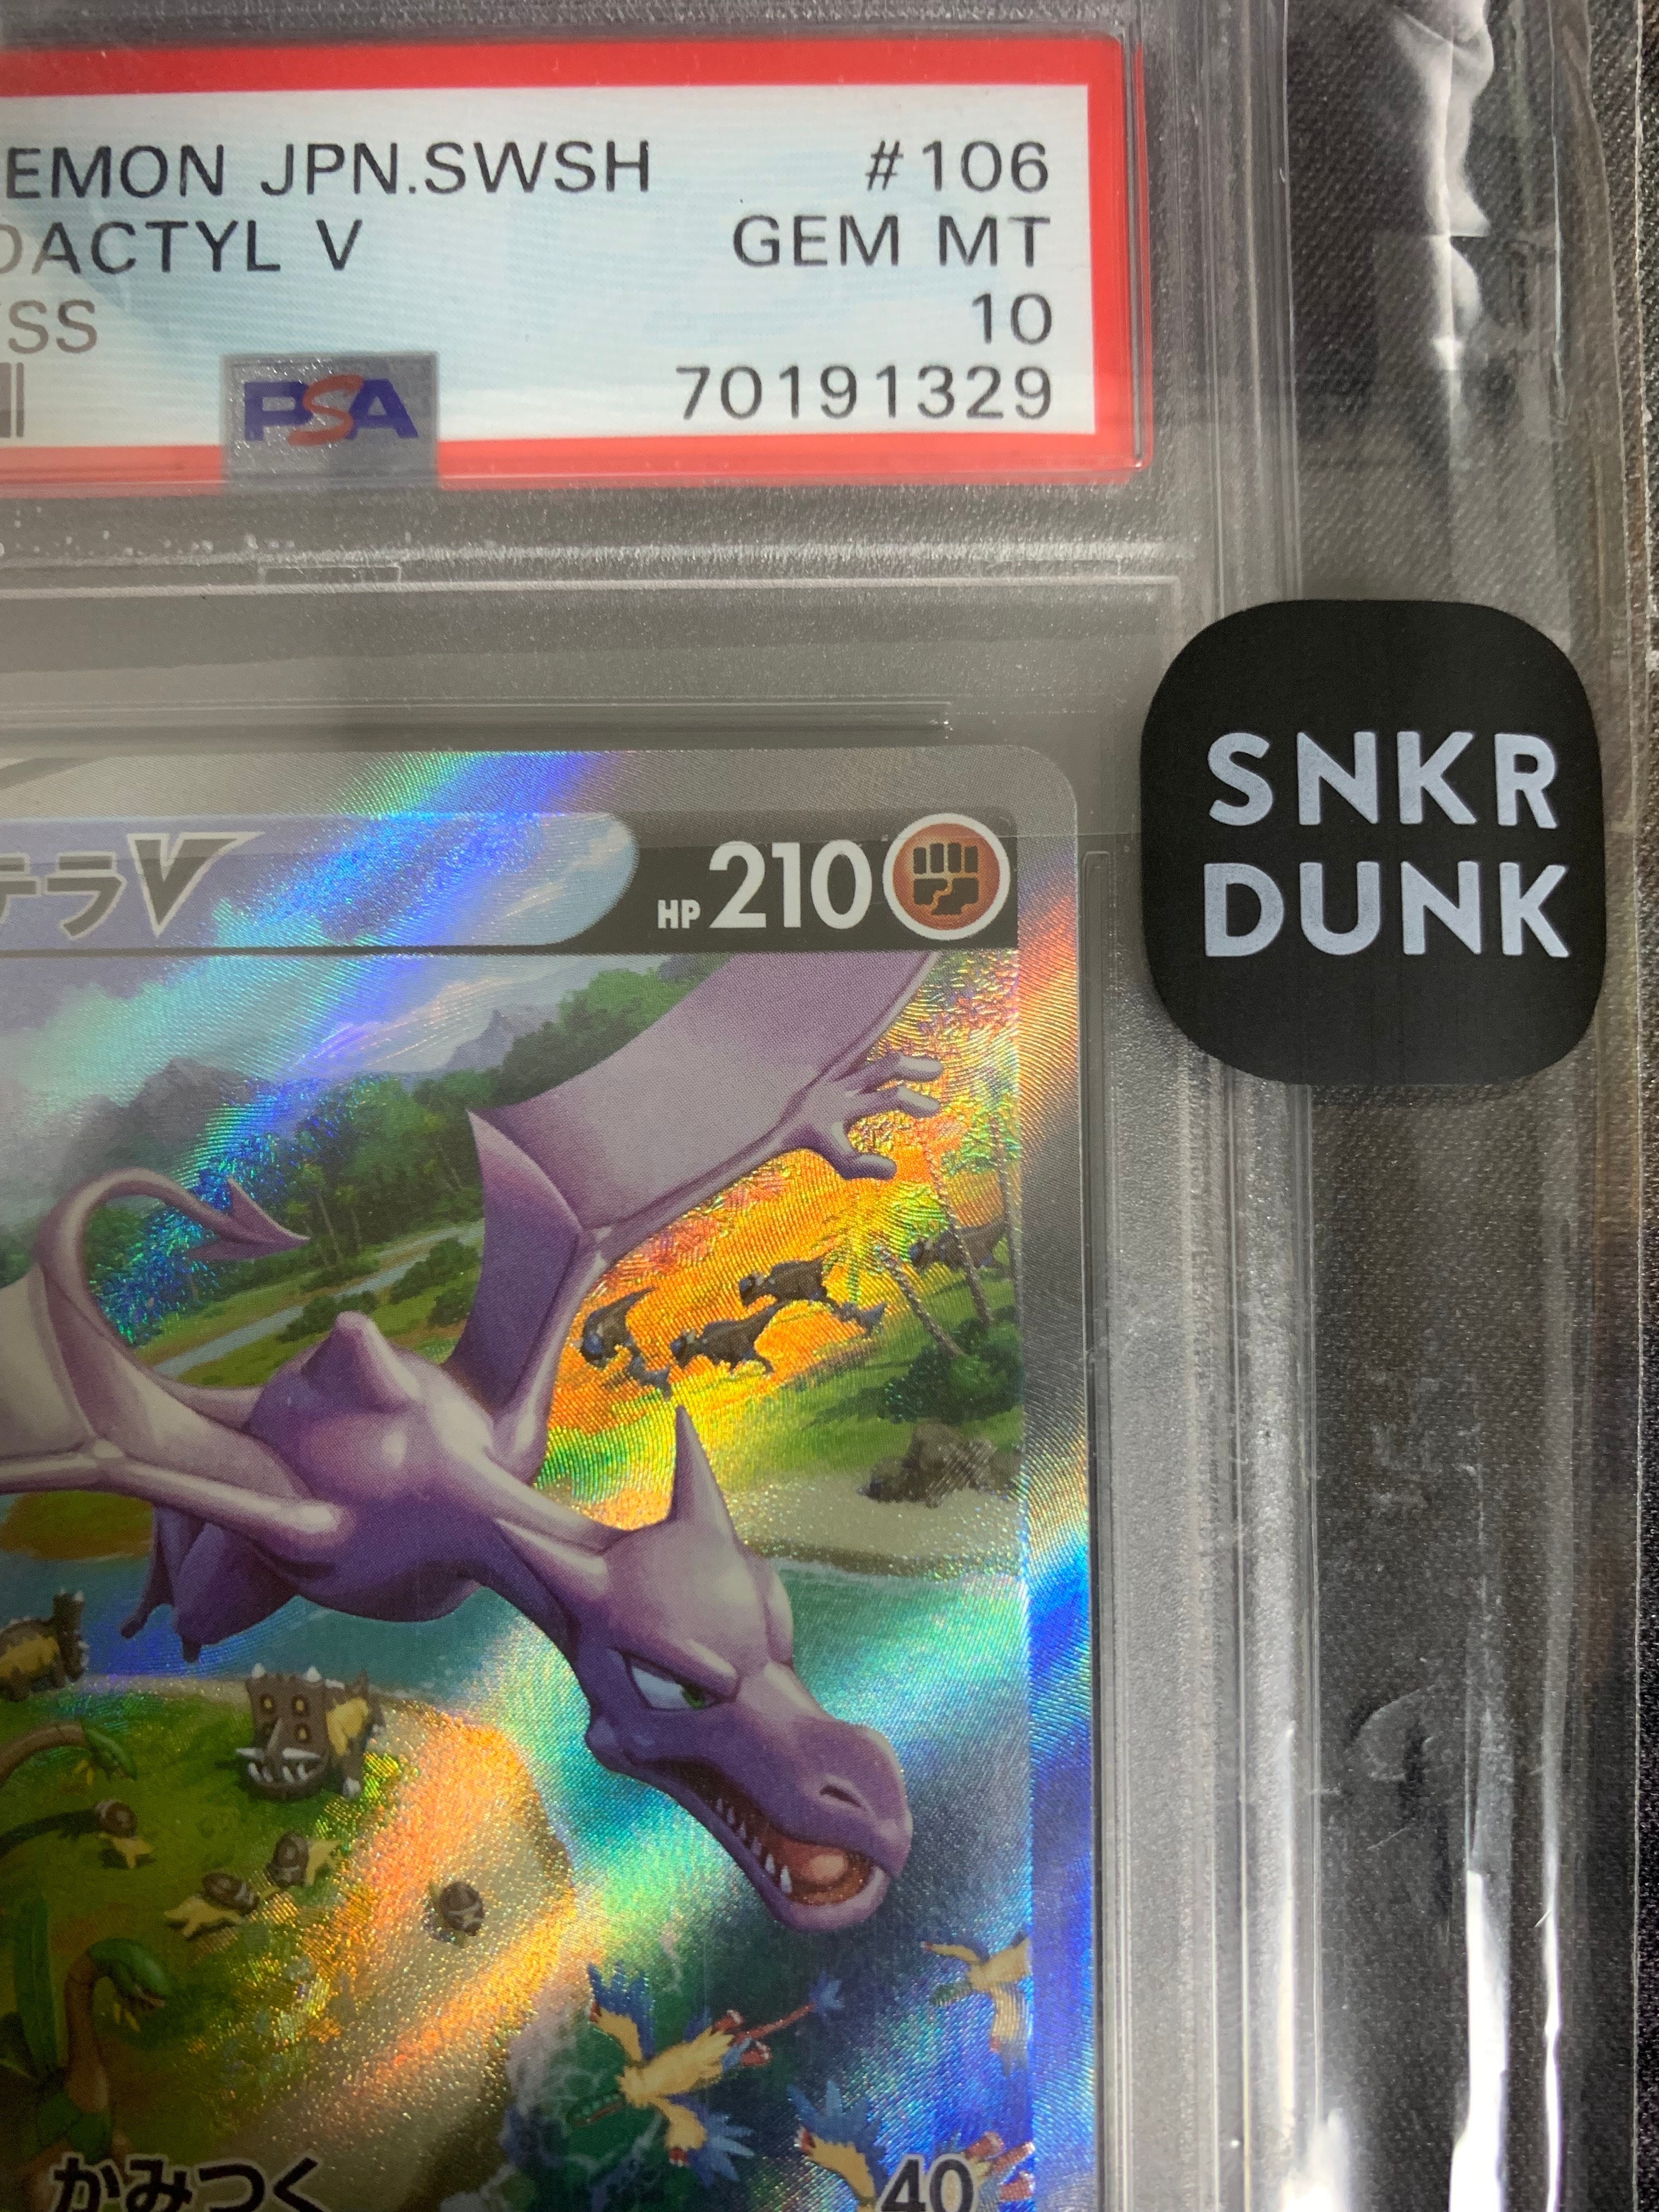 EMON JPN.SWSH #106
DACTYL V GEM MT
SS 10
PSA 70191329
SNKR
DUNK
テラV HP 210
かみつく 40